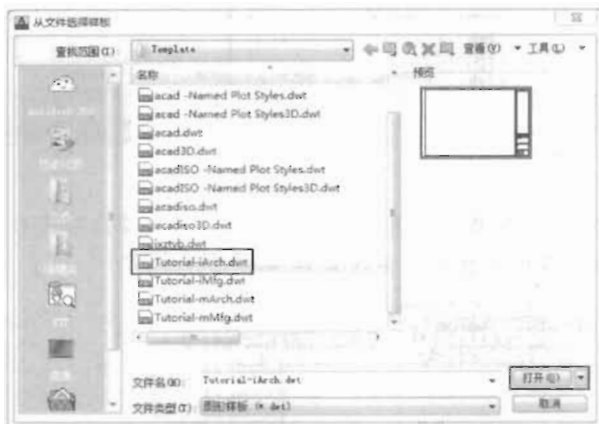 从文件选择样板
查找范围(I): Template 查看(V) 工具(L)
名称 预览
acad -Named Plot Styles.dwt
acad -Named Plot Styles3D.dwt
acad.dwt
acad3D.dwt
acadISO -Named Plot Styles.dwt
acadISO -Named Plot Styles3D.dwt
acadiso.dwt
acadiso3D.dwt
jxztyb.dwt
Tutorial-iArch.dwt
Tutorial-iMfg.dwt
Tutorial-mArch.dwt
Tutorial-mMfg.dwt
文件名(N): Tutorial-iArch.dwt 打开(O)
文件类型(T): 图形样板 (*.dwt) 取消